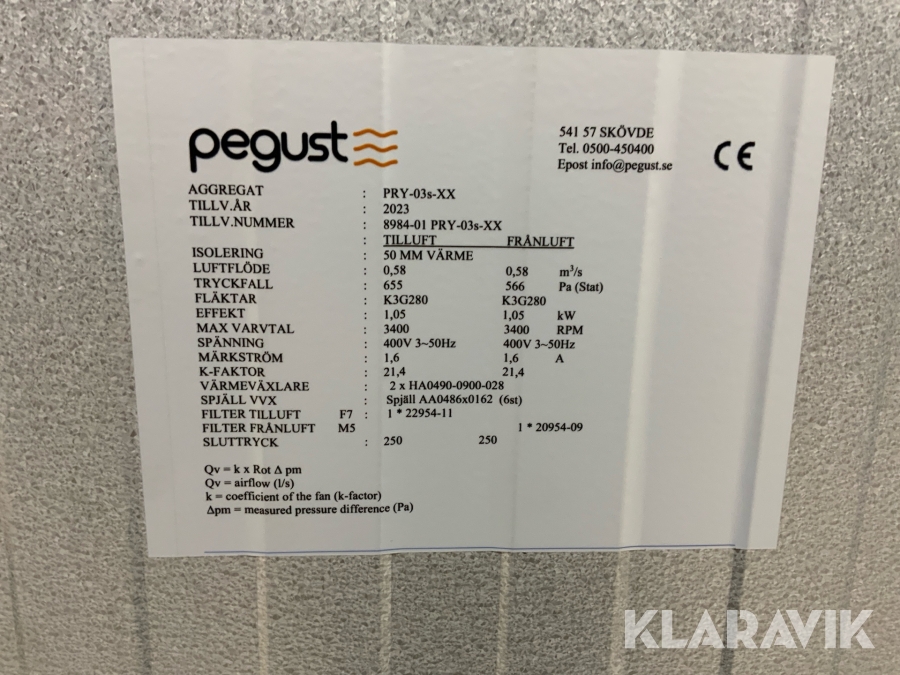 pegust
541 57 SKÖVDE
Tel. 0500-450400
Epost info@pegust.se
CE
AGGREGAT : PRY-03s-XX
TILLV.ÅR : 2023
TILLV.NUMMER : 8984-01 PRY-03s-XX
: TILLUFT FRÅNLUFT
ISOLERING : 50 MM VÄRME
LUFTFLÖDE : 0,58 0,58 m³/s
TRYCKFALL : 655 566 Pa (Stat)
FLÄKTAR : K3G280 K3G280
EFFEKT : 1,05 1,05 kW
MAX VARVTAL : 3400 3400 RPM
SPÄNNING : 400V 3~50Hz 400V 3~50Hz
MÄRKSTRÖM : 1,6 1,6 A
K-FAKTOR : 21,4 21,4
VÄRMEVÄXLARE : 2 x HA0490-0900-028
SPJÄLL VVX : Spjäll AA0486x0162 (6st)
FILTER TILLUFT F7 : 1 * 22954-11
FILTER FRÅNLUFT M5 1 * 20954-09
SLUTTRYCK : 250 250
Qv = k x Rot Δ pm
Qv = airflow (l/s)
k = coefficient of the fan (k-factor)
Δpm = measured pressure difference (Pa)
KLARAVIK